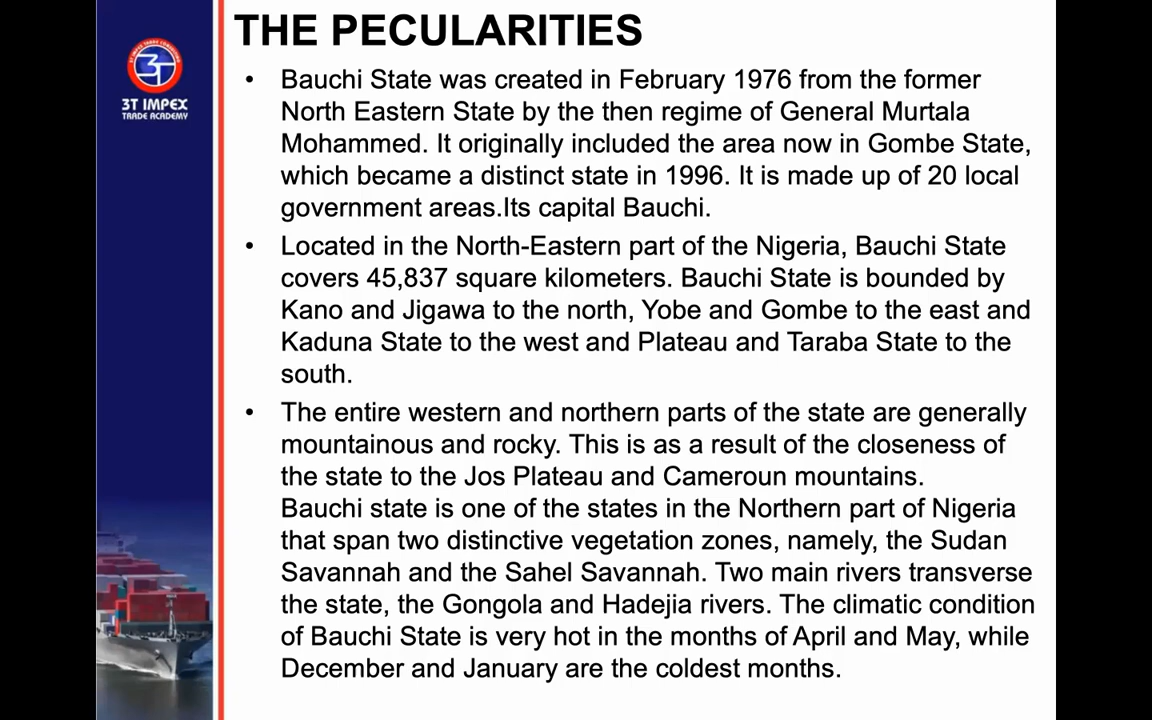 THE PECULARITIES
3T IMPEX TRADE CONSULTING
3T
3T IMPEX
TRADE ACADEMY
• Bauchi State was created in February 1976 from the former
North Eastern State by the then regime of General Murtala
Mohammed. It originally included the area now in Gombe State,
which became a distinct state in 1996. It is made up of 20 local
government areas.Its capital Bauchi.
• Located in the North-Eastern part of the Nigeria, Bauchi State
covers 45,837 square kilometers. Bauchi State is bounded by
Kano and Jigawa to the north, Yobe and Gombe to the east and
Kaduna State to the west and Plateau and Taraba State to the
south.
• The entire western and northern parts of the state are generally
mountainous and rocky. This is as a result of the closeness of
the state to the Jos Plateau and Cameroun mountains.
Bauchi state is one of the states in the Northern part of Nigeria
that span two distinctive vegetation zones, namely, the Sudan
Savannah and the Sahel Savannah. Two main rivers transverse
the state, the Gongola and Hadejia rivers. The climatic condition
of Bauchi State is very hot in the months of April and May, while
December and January are the coldest months.